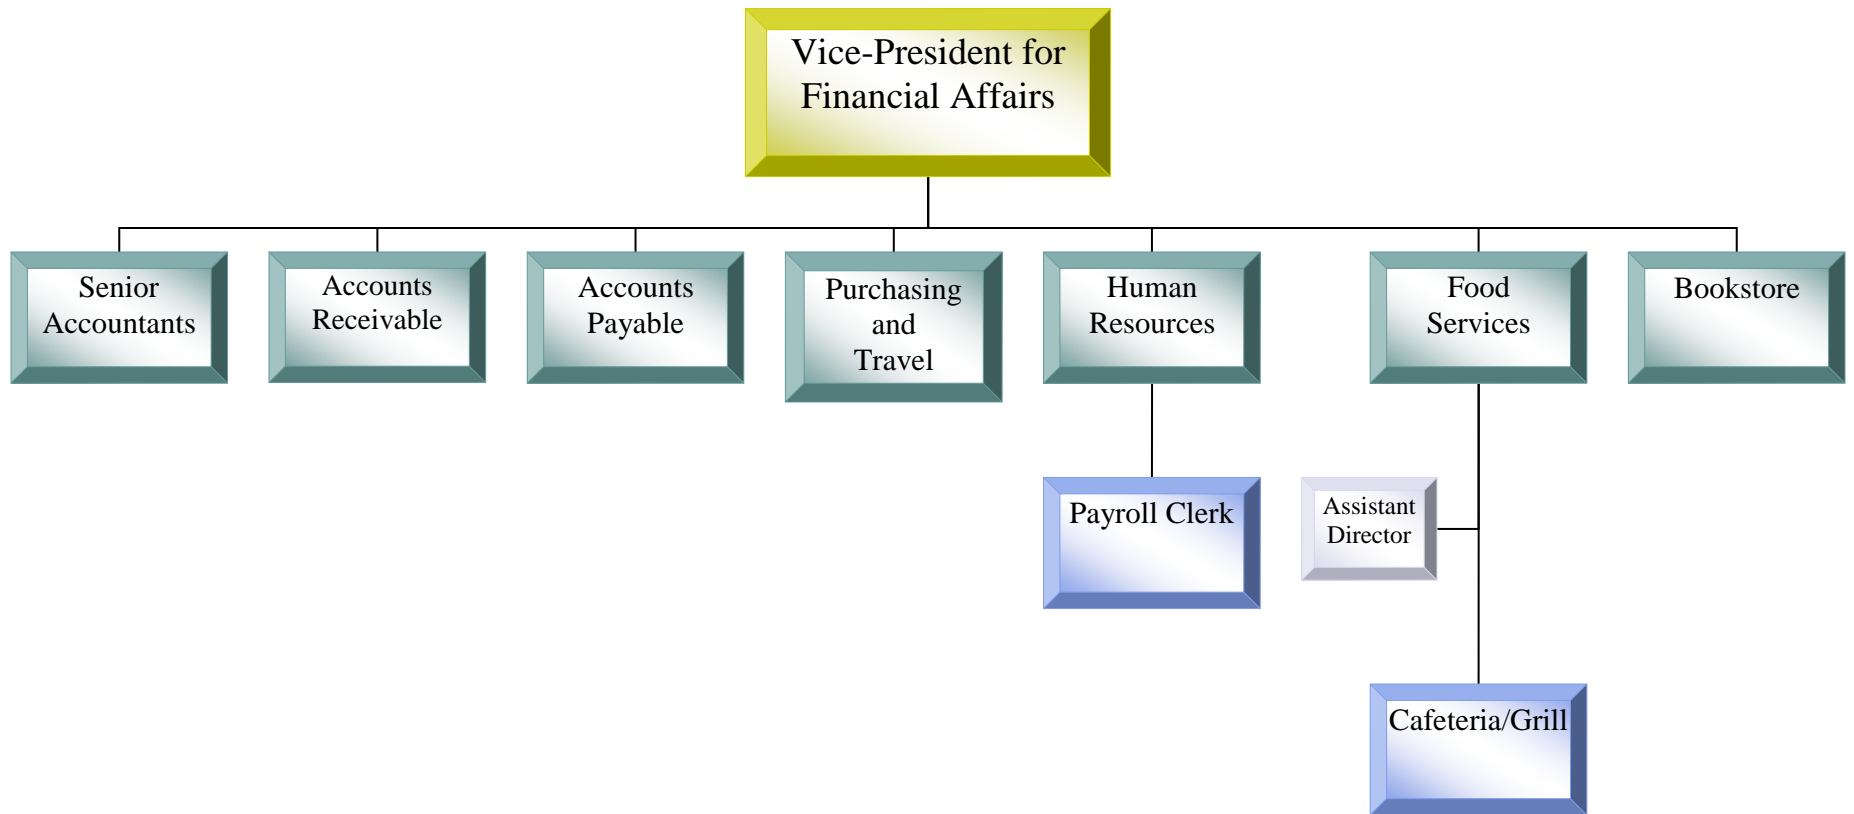 Vice-President for
Financial Affairs
Senior
Accountants
Accounts
Receivable
Accounts
Payable
Purchasing
and
Travel
Human
Resources
Food
Services
Bookstore
Payroll Clerk
Assistant
Director
Cafeteria/Grill